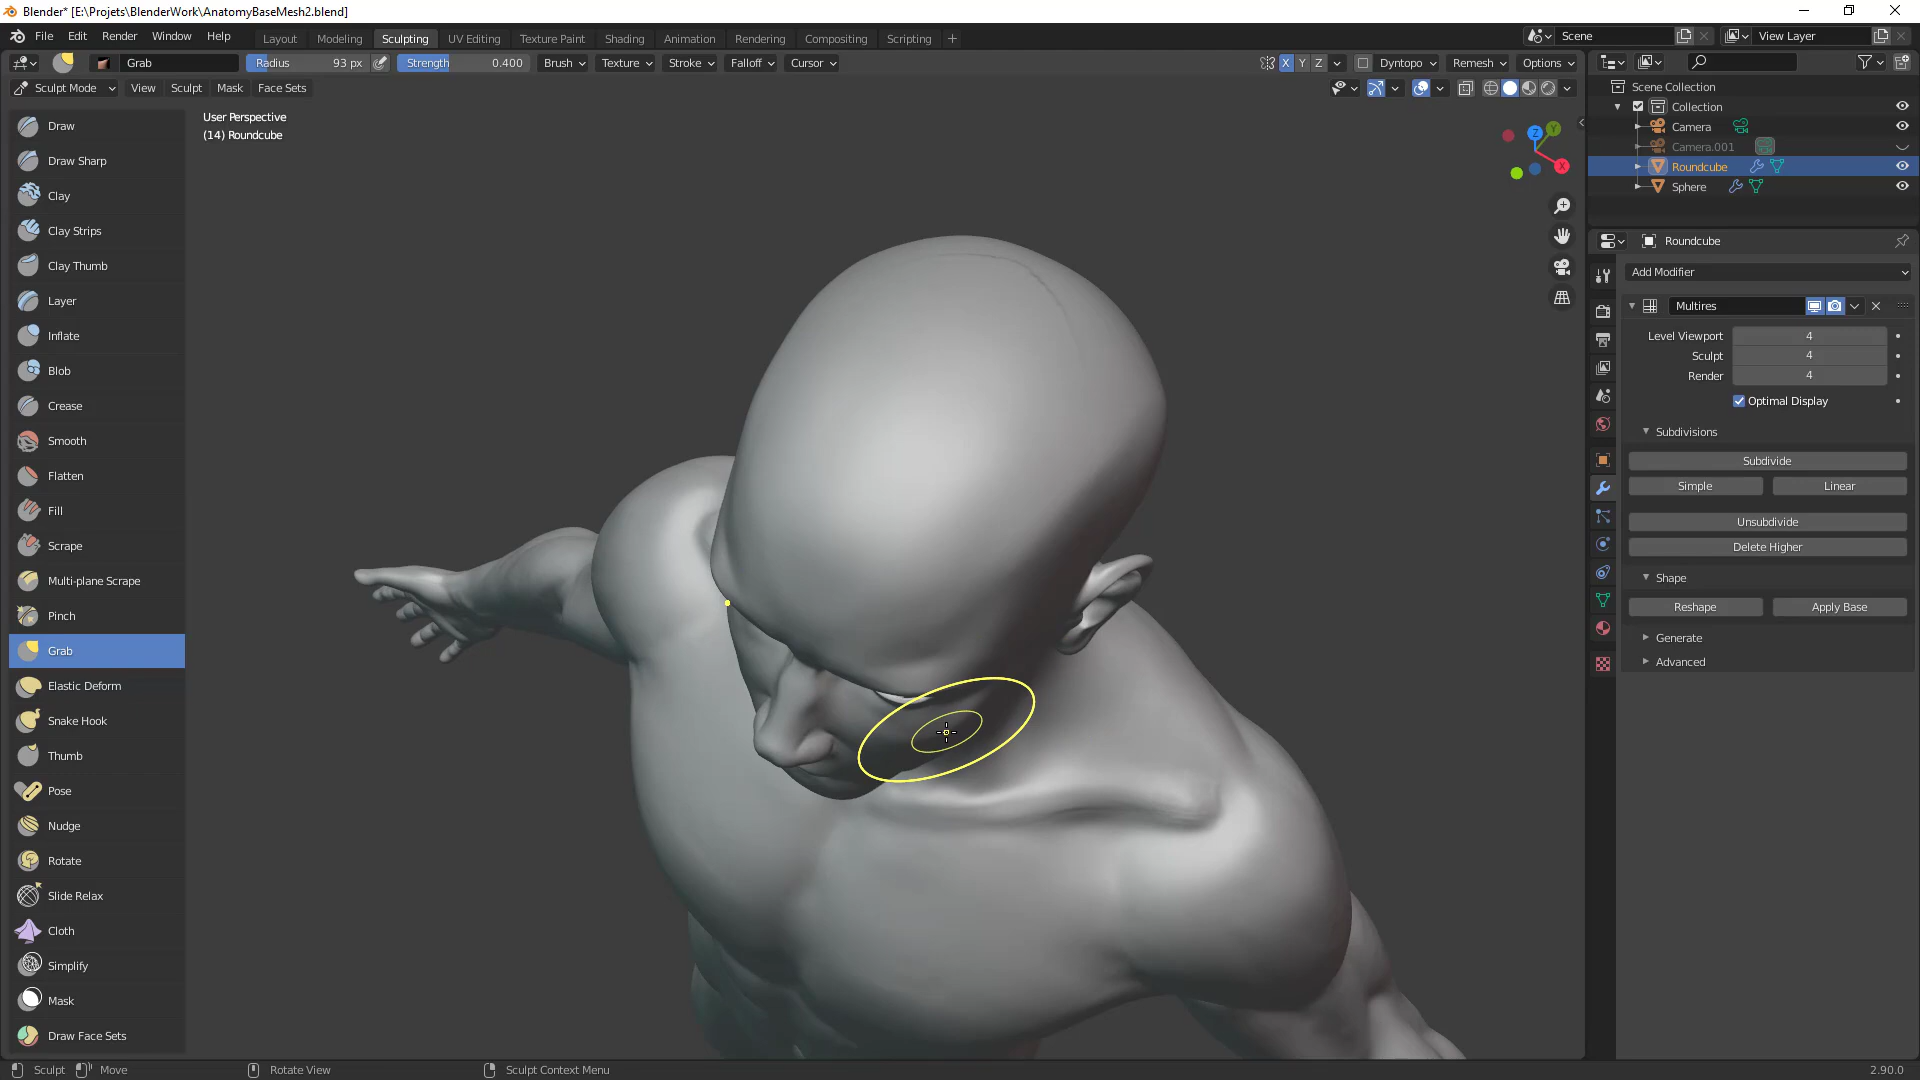 Blender* [E:\Projets\BlenderWork\AnatomyBaseMesh2.blend]
File Edit Render Window Help Layout Modeling Sculpting UV Editing Texture Paint Shading Animation Rendering Compositing Scripting + Scene View Layer
Grab Radius 93 px Strength 0.400 Brush Texture Stroke Falloff Cursor X Y Z Dyntopo Remesh Options
Sculpt Mode View Sculpt Mask Face Sets
User Perspective
(14) Roundcube
Draw
Draw Sharp
Clay
Clay Strips
Clay Thumb
Layer
Inflate
Blob
Crease
Smooth
Flatten
Fill
Scrape
Multi-plane Scrape
Pinch
Grab
Elastic Deform
Snake Hook
Thumb
Pose
Nudge
Rotate
Slide Relax
Cloth
Simplify
Mask
Draw Face Sets
Z Y X
Scene Collection
Collection
Camera
Camera.001
Roundcube
Sphere
Roundcube
Add Modifier
Multires
Level Viewport 4
Sculpt 4
Render 4
Optimal Display
Subdivisions
Subdivide
Simple Linear
Unsubdivide
Delete Higher
Shape
Reshape Apply Base
Generate
Advanced
Sculpt Move Rotate View Sculpt Context Menu 2.90.0